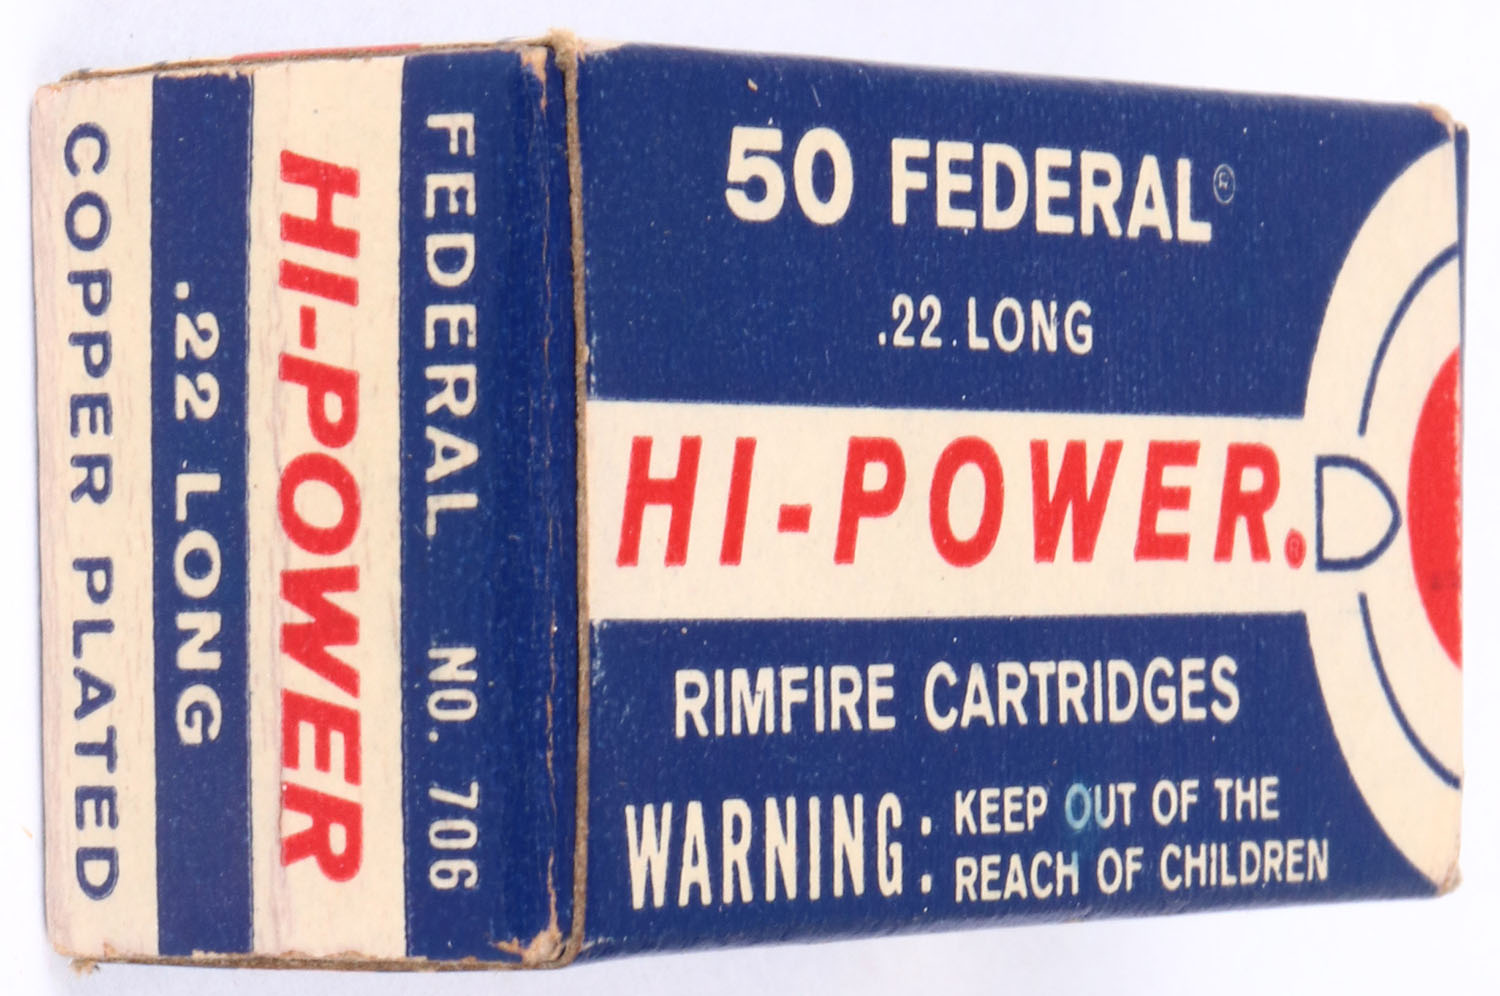 50 FEDERAL®
.22 LONG
HI-POWER®
RIMFIRE CARTRIDGES
WARNING: KEEP OUT OF THE
REACH OF CHILDREN
FEDERAL NO. 706
HI-POWER
.22 LONG
COPPER PLATED